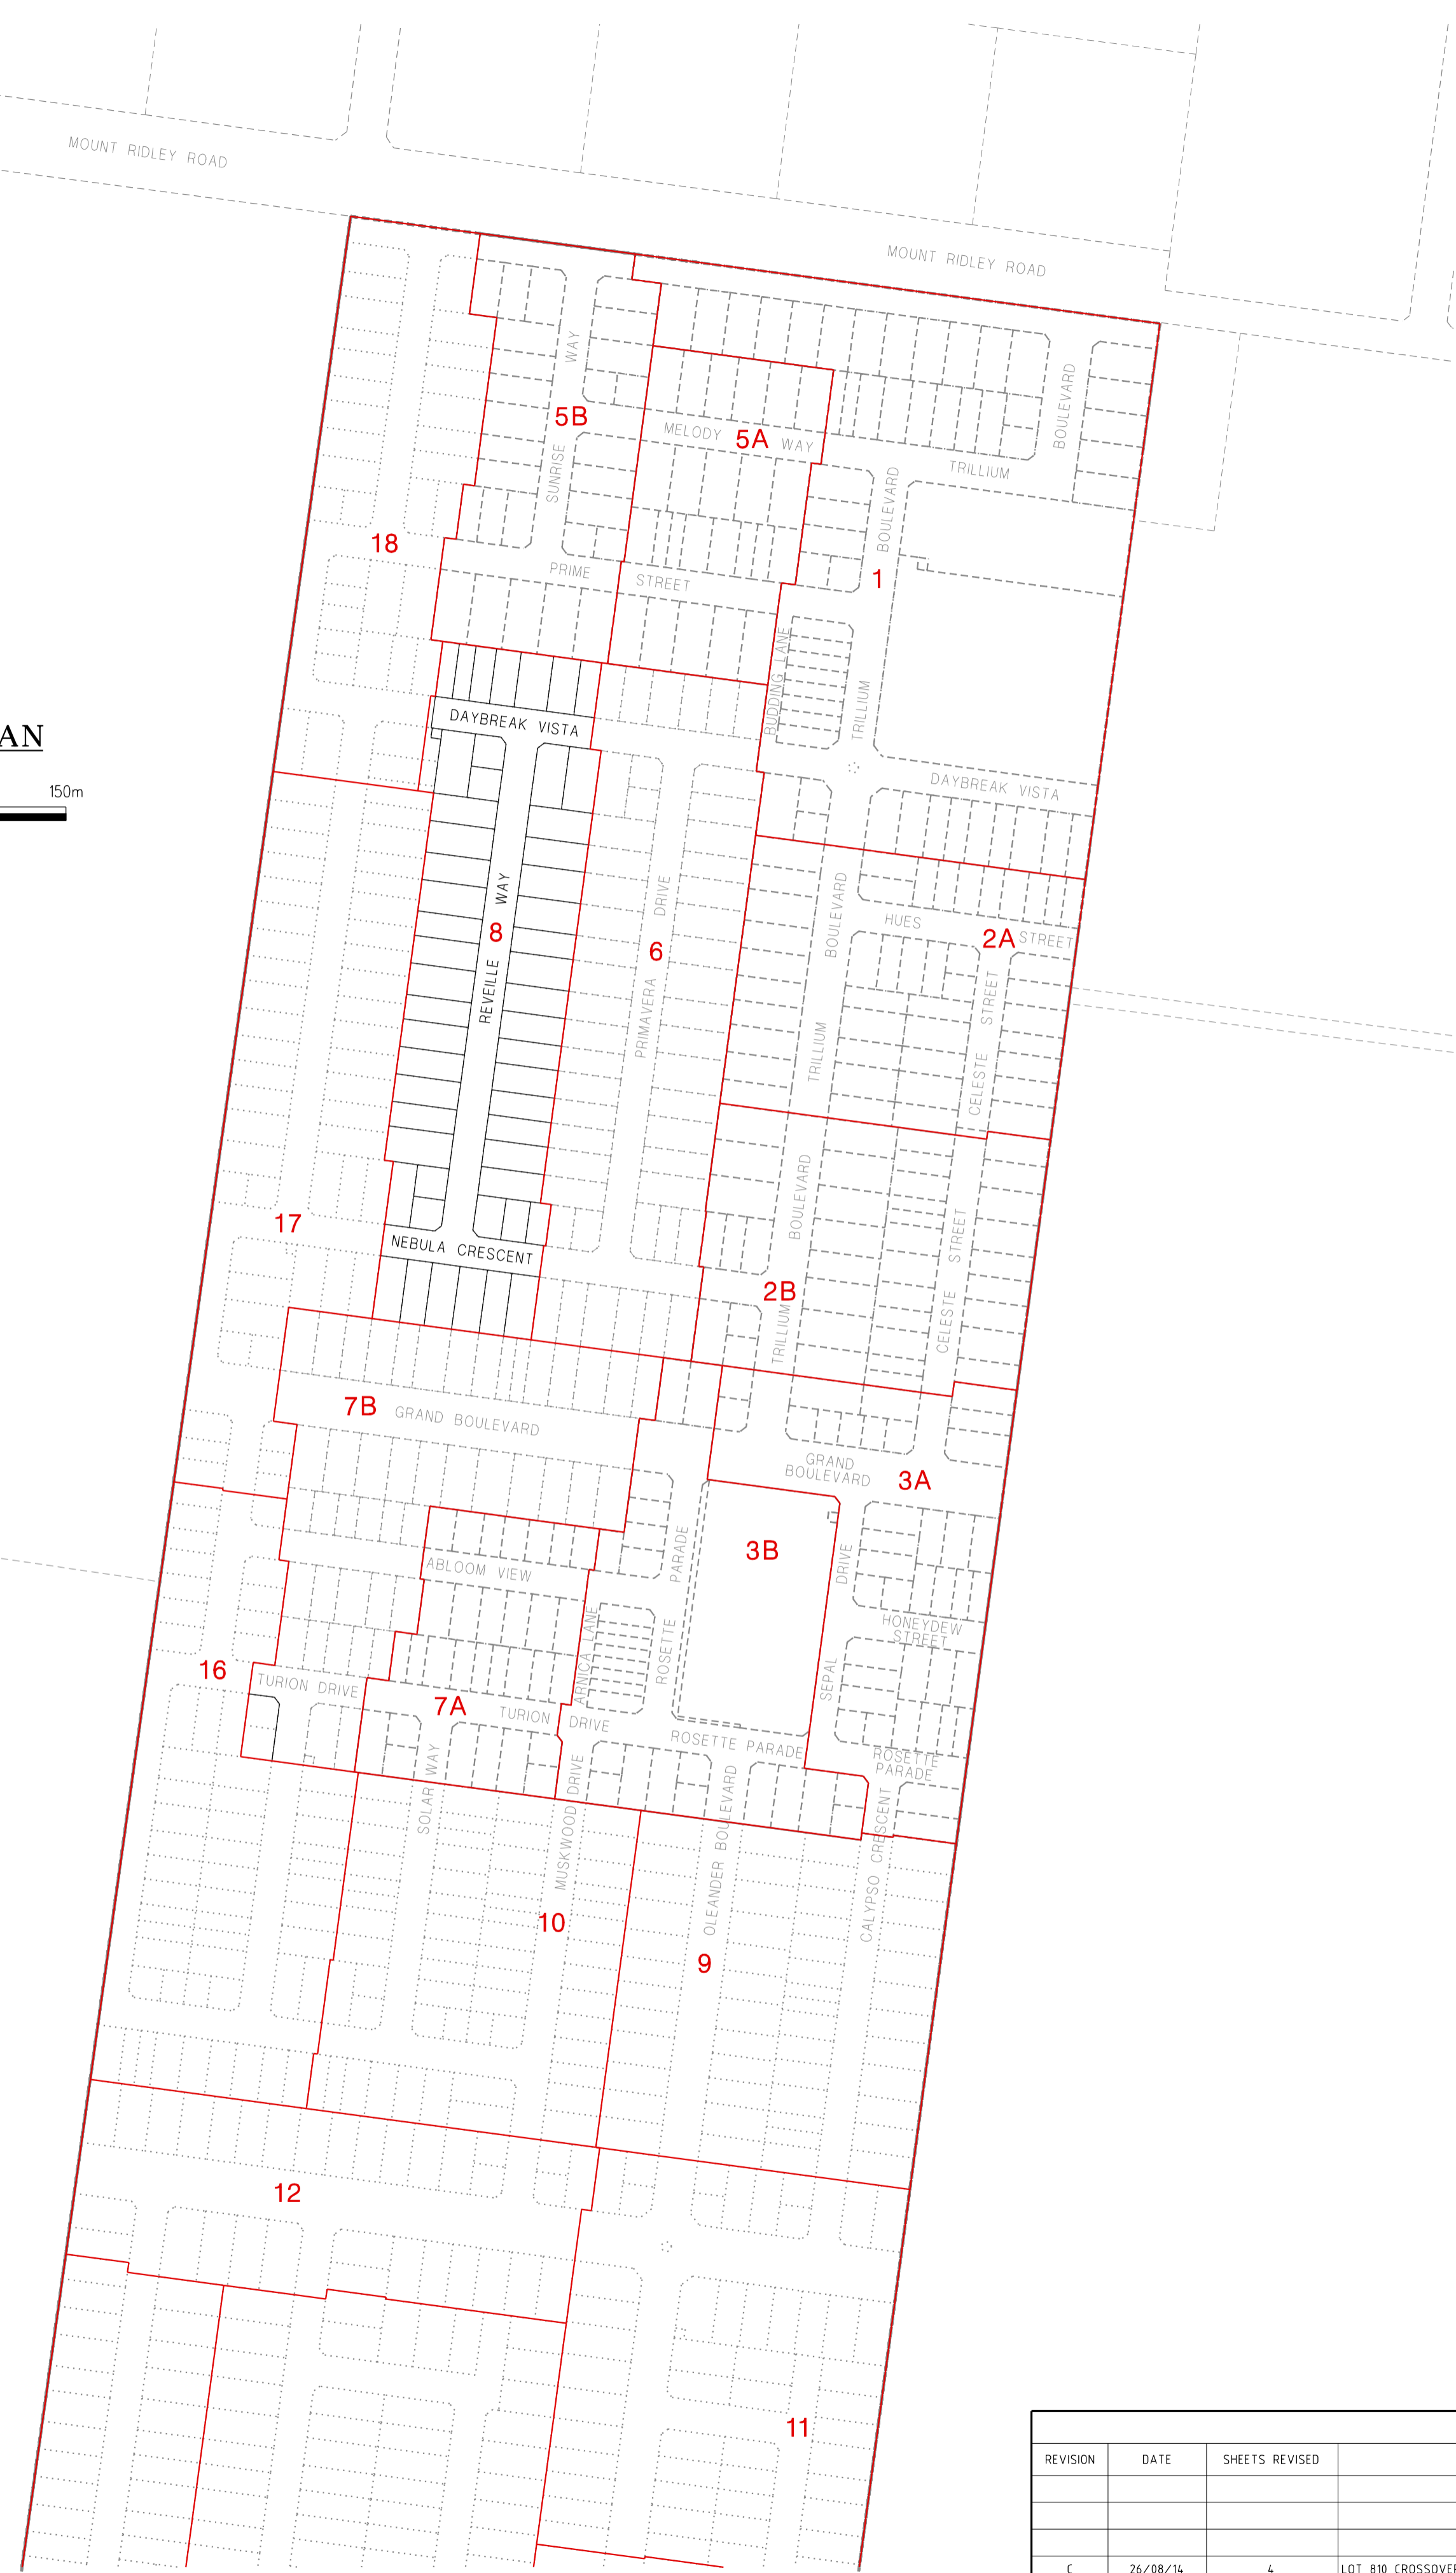 MOUNT RIDLEY ROAD
MOUNT RIDLEY ROAD
BOULEVARD
WAY
5B
MELODY
5A
WAY
TRILLIUM
SUNRISE
BOULEVARD
18
PRIME
STREET
1
BUDDING LANE
TRILLIUM
DAYBREAK VISTA
AN
150m
DAYBREAK VISTA
BOULEVARD
WAY
DRIVE
HUES
2A
STREET
8
6
REVEILLE
PRIMAVERA
STREET
TRILLIUM
CELESTE
BOULEVARD
17
NEBULA CRESCENT
STREET
2B
TRILLIUM
CELESTE
7B
GRAND BOULEVARD
GRAND
BOULEVARD
3A
PARADE
3B
DRIVE
ABLOOM VIEW
ARNICA LANE
ROSETTE
HONEYDEW
STREET
16
TURION DRIVE
SEPAL
7A
TURION
DRIVE
ROSETTE PARADE
ROSETTE
PARADE
SOLAR WAY
MUSKWOOD DRIVE
OLEANDER BOULEVARD
CALYPSO CRESCENT
10
9
12
11
REVISION
DATE
SHEETS REVISED
C
26/08/14
4
LOT 810 CROSSOVER